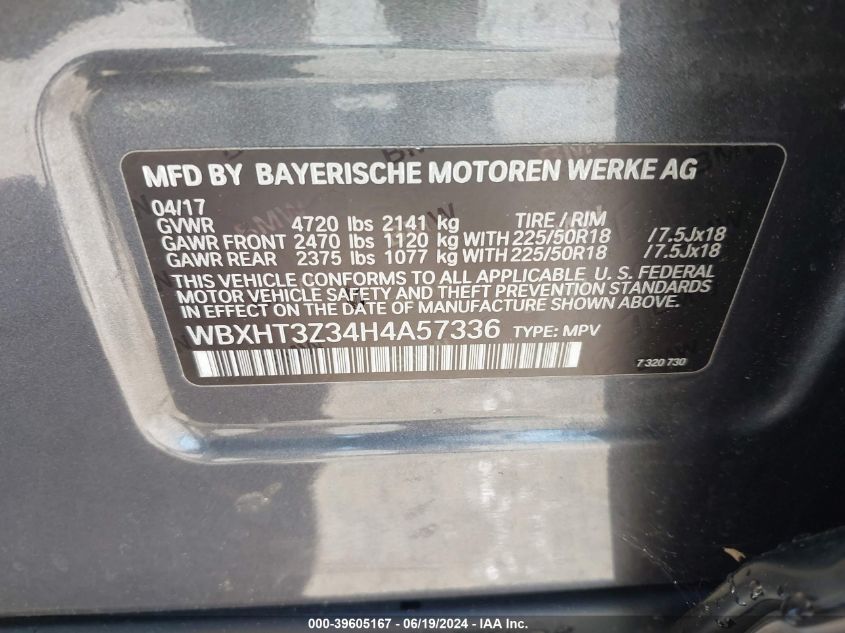 MFD BY BAYERISCHE MOTOREN WERKE AG
04/17
GVWR 4720 lbs 2141 kg TIRE / RIM
GAWR FRONT 2470 lbs 1120 kg WITH 225/50R18 /7.5Jx18
GAWR REAR 2375 lbs 1077 kg WITH 225/50R18 /7.5Jx18
THIS VEHICLE CONFORMS TO ALL APPLICABLE U. S. FEDERAL
MOTOR VEHICLE SAFETY AND THEFT PREVENTION STANDARDS
IN EFFECT ON THE DATE OF MANUFACTURE SHOWN ABOVE.
WBXHT3Z34H4A57336 TYPE: MPV
7 320 730
000-39605167 - 06/19/2024 - IAA Inc.